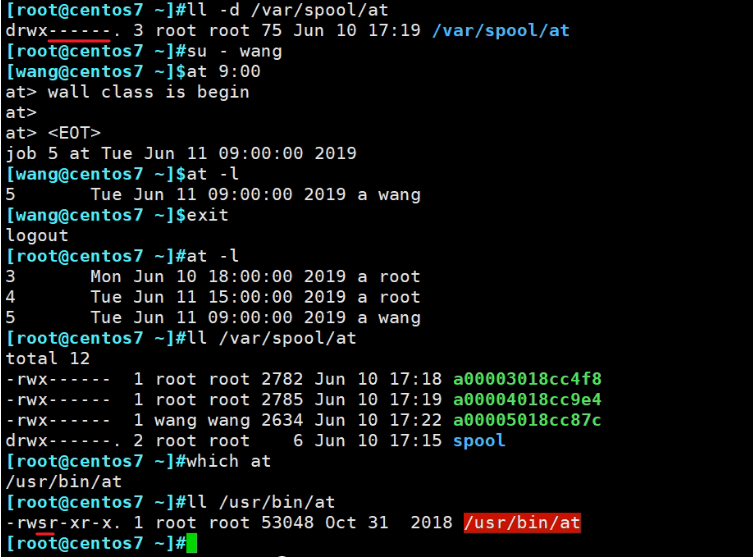 [root@centos7 ~]#ll -d /var/spool/at
drwx------. 3 root root 75 Jun 10 17:19 /var/spool/at
[root@centos7 ~]#su - wang
[wang@centos7 ~]$at 9:00
at> wall class is begin
at>
at> <EOT>
job 5 at Tue Jun 11 09:00:00 2019
[wang@centos7 ~]$at -l
5       Tue Jun 11 09:00:00 2019 a wang
[wang@centos7 ~]$exit
logout
[root@centos7 ~]#at -l
3       Mon Jun 10 18:00:00 2019 a root
4       Tue Jun 11 15:00:00 2019 a root
5       Tue Jun 11 09:00:00 2019 a wang
[root@centos7 ~]#ll /var/spool/at
total 12
-rwx------  1 root root 2782 Jun 10 17:18 a00003018cc4f8
-rwx------  1 root root 2785 Jun 10 17:19 a00004018cc9e4
-rwx------  1 wang wang 2634 Jun 10 17:22 a00005018cc87c
drwx------. 2 root root    6 Jun 10 17:15 spool
[root@centos7 ~]#which at
/usr/bin/at
[root@centos7 ~]#ll /usr/bin/at
-rwsr-xr-x. 1 root root 53048 Oct 31  2018 /usr/bin/at
[root@centos7 ~]#